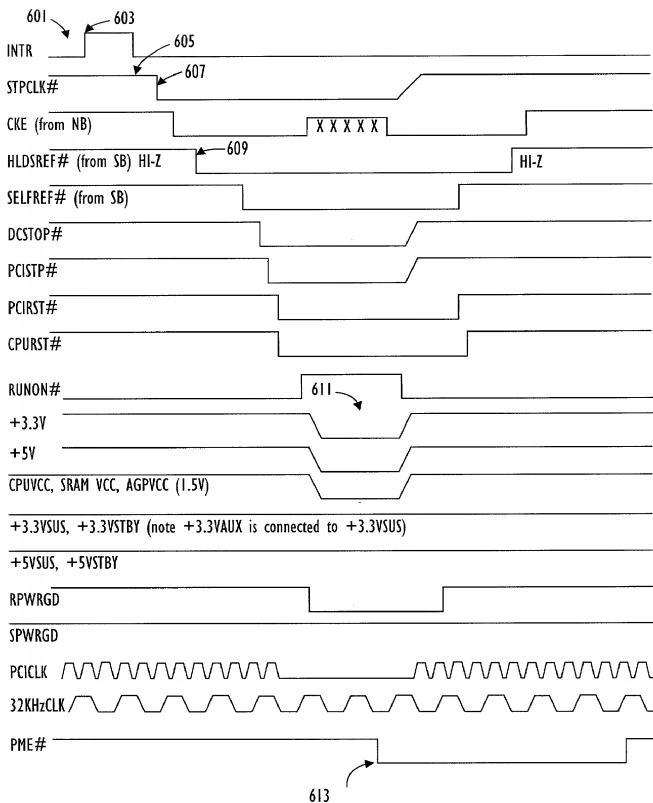 601
603
INTR
605
STPCLK#
607
CKE (from NB)
X X X X X
609
HLDSREF# (from SB) HI-Z
HI-Z
SELFREF# (from SB)
DCSTOP#
PCISTP#
PCIRST#
CPURST#
RUNON#
611
+3.3V
+5V
CPUVCC, SRAM VCC, AGPVCC (1.5V)
+3.3VSUS, +3.3VSTBY (note +3.3VAUX is connected to +3.3VSUS)
+5VSUS, +5VSTBY
RPWRGD
SPWRGD
PCICLK
32KHzCLK
PME#
613